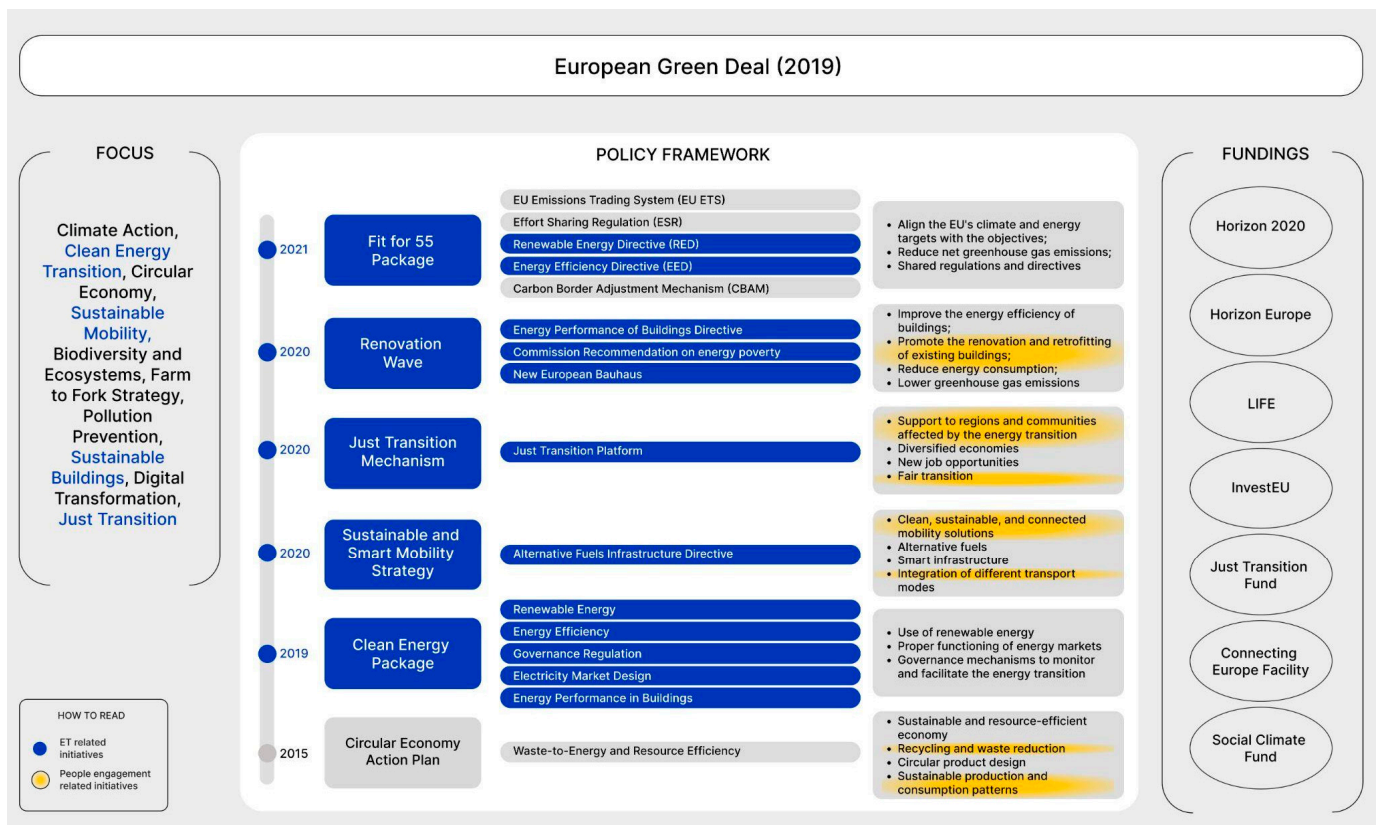 European Green Deal (2019)
FOCUS
Climate Action,
Clean Energy
Transition, Circular
Economy,
Sustainable
Mobility,
Biodiversity and
Ecosystems, Farm
to Fork Strategy,
Pollution
Prevention,
Sustainable
Buildings, Digital
Transformation,
Just Transition
HOW TO READ
ET related
initiatives
People engagement
related initiatives
POLICY FRAMEWORK
2021
Fit for 55
Package
EU Emissions Trading System (EU ETS)
Effort Sharing Regulation (ESR)
Renewable Energy Directive (RED)
Energy Efficiency Directive (EED)
Carbon Border Adjustment Mechanism (CBAM)
• Align the EU's climate and energy
targets with the objectives;
• Reduce net greenhouse gas emissions;
• Shared regulations and directives
2020
Renovation
Wave
Energy Performance of Buildings Directive
Commission Recommendation on energy poverty
New European Bauhaus
• Improve the energy efficiency of
buildings;
• Promote the renovation and retrofitting
of existing buildings;
• Reduce energy consumption;
• Lower greenhouse gas emissions
2020
Just Transition
Mechanism
Just Transition Platform
• Support to regions and communities
affected by the energy transition
• Diversified economies
• New job opportunities
• Fair transition
2020
Sustainable and
Smart Mobility
Strategy
Alternative Fuels Infrastructure Directive
• Clean, sustainable, and connected
mobility solutions
• Alternative fuels
• Smart infrastructure
• Integration of different transport
modes
2019
Clean Energy
Package
Renewable Energy
Energy Efficiency
Governance Regulation
Electricity Market Design
Energy Performance in Buildings
• Use of renewable energy
• Proper functioning of energy markets
• Governance mechanisms to monitor
and facilitate the energy transition
2015
Circular Economy
Action Plan
Waste-to-Energy and Resource Efficiency
• Sustainable and resource-efficient
economy
• Recycling and waste reduction
• Circular product design
• Sustainable production and
consumption patterns
FUNDINGS
Horizon 2020
Horizon Europe
LIFE
InvestEU
Just Transition
Fund
Connecting
Europe Facility
Social Climate
Fund